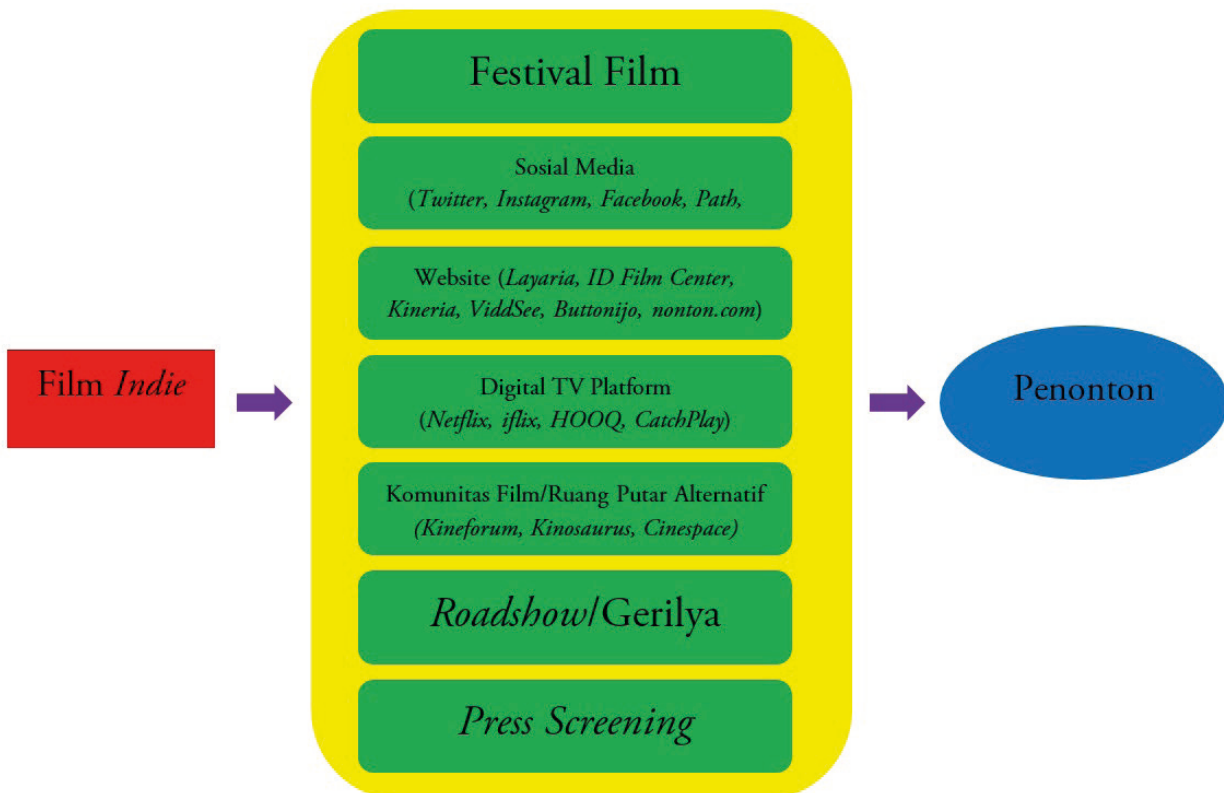 Festival Film
Sosial Media
(Twitter, Instagram, Facebook, Path,
Website (Layaria, ID Film Center,
Kineria, ViddSee, Buttonijo, nonton.com)
Film Indie
Digital TV Platform
(Netflix, iflix, HOOQ, CatchPlay)
Penonton
Komunitas Film/Ruang Putar Alternatif
(Kineforum, Kinosaurus, Cinespace)
Roadshow/Gerilya
Press Screening